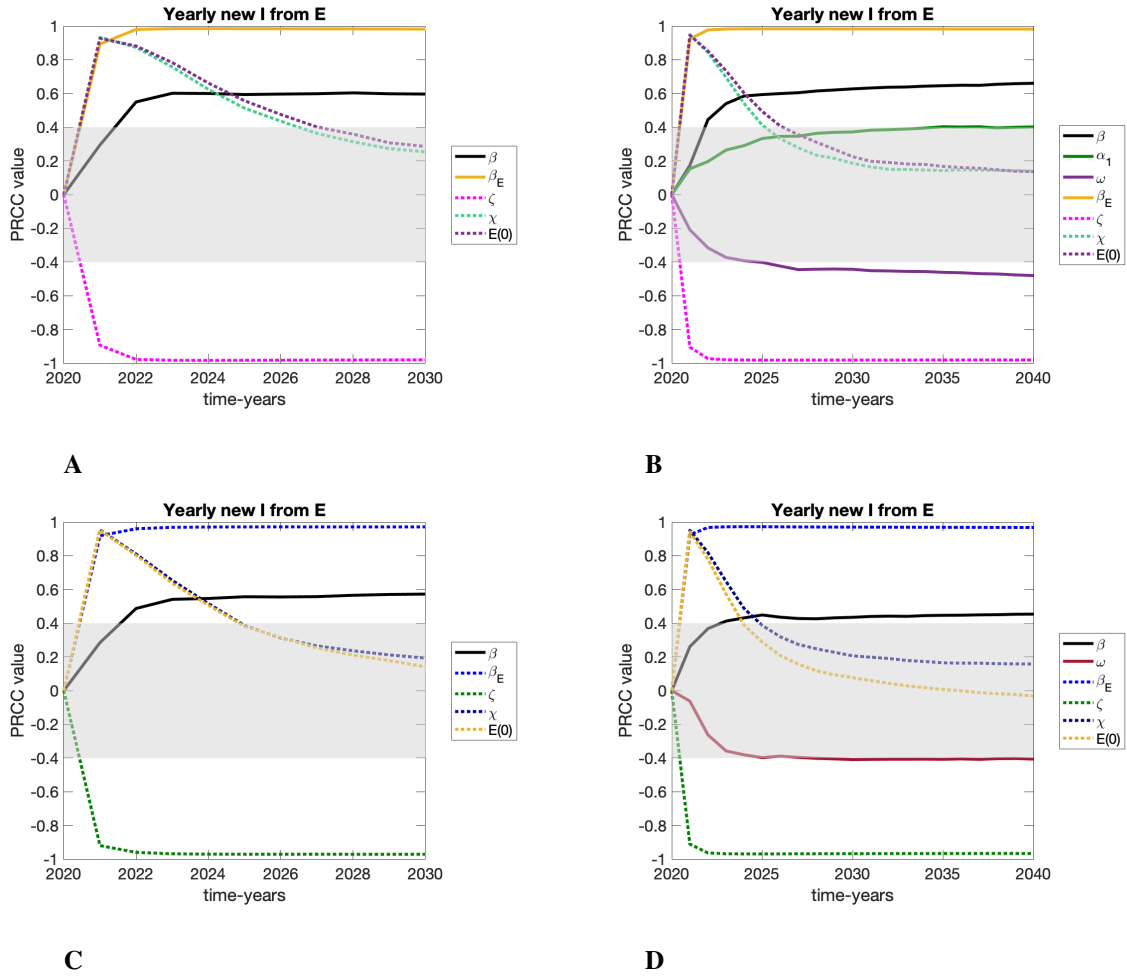 Yearly new I from E
PRCC value
1
0.8
0.6
0.4
0.2
0
-0.2
-0.4
-0.6
-0.8
-1
2020 2022 2024 2026 2028 2030
time-years
β
β_E
ζ
χ
E(0)
A
Yearly new I from E
PRCC value
1
0.8
0.6
0.4
0.2
0
-0.2
-0.4
-0.6
-0.8
-1
2020 2025 2030 2035 2040
time-years
β
α_1
ω
β_E
ζ
χ
E(0)
B
Yearly new I from E
PRCC value
1
0.8
0.6
0.4
0.2
0
-0.2
-0.4
-0.6
-0.8
-1
2020 2022 2024 2026 2028 2030
time-years
β
β_E
ζ
χ
E(0)
C
Yearly new I from E
PRCC value
1
0.8
0.6
0.4
0.2
0
-0.2
-0.4
-0.6
-0.8
-1
2020 2025 2030 2035 2040
time-years
β
ω
β_E
ζ
χ
E(0)
D